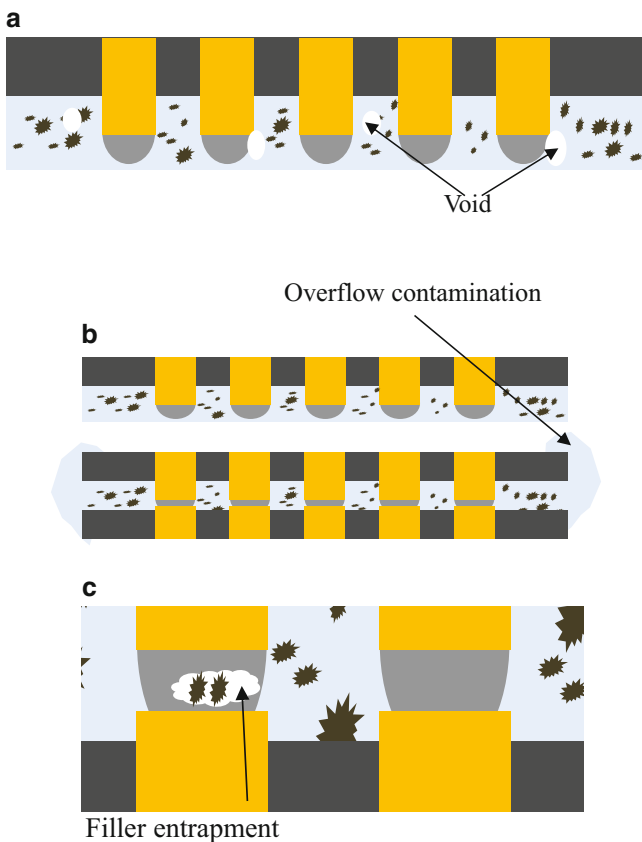 a
Void
Overflow contamination
b
c
Filler entrapment